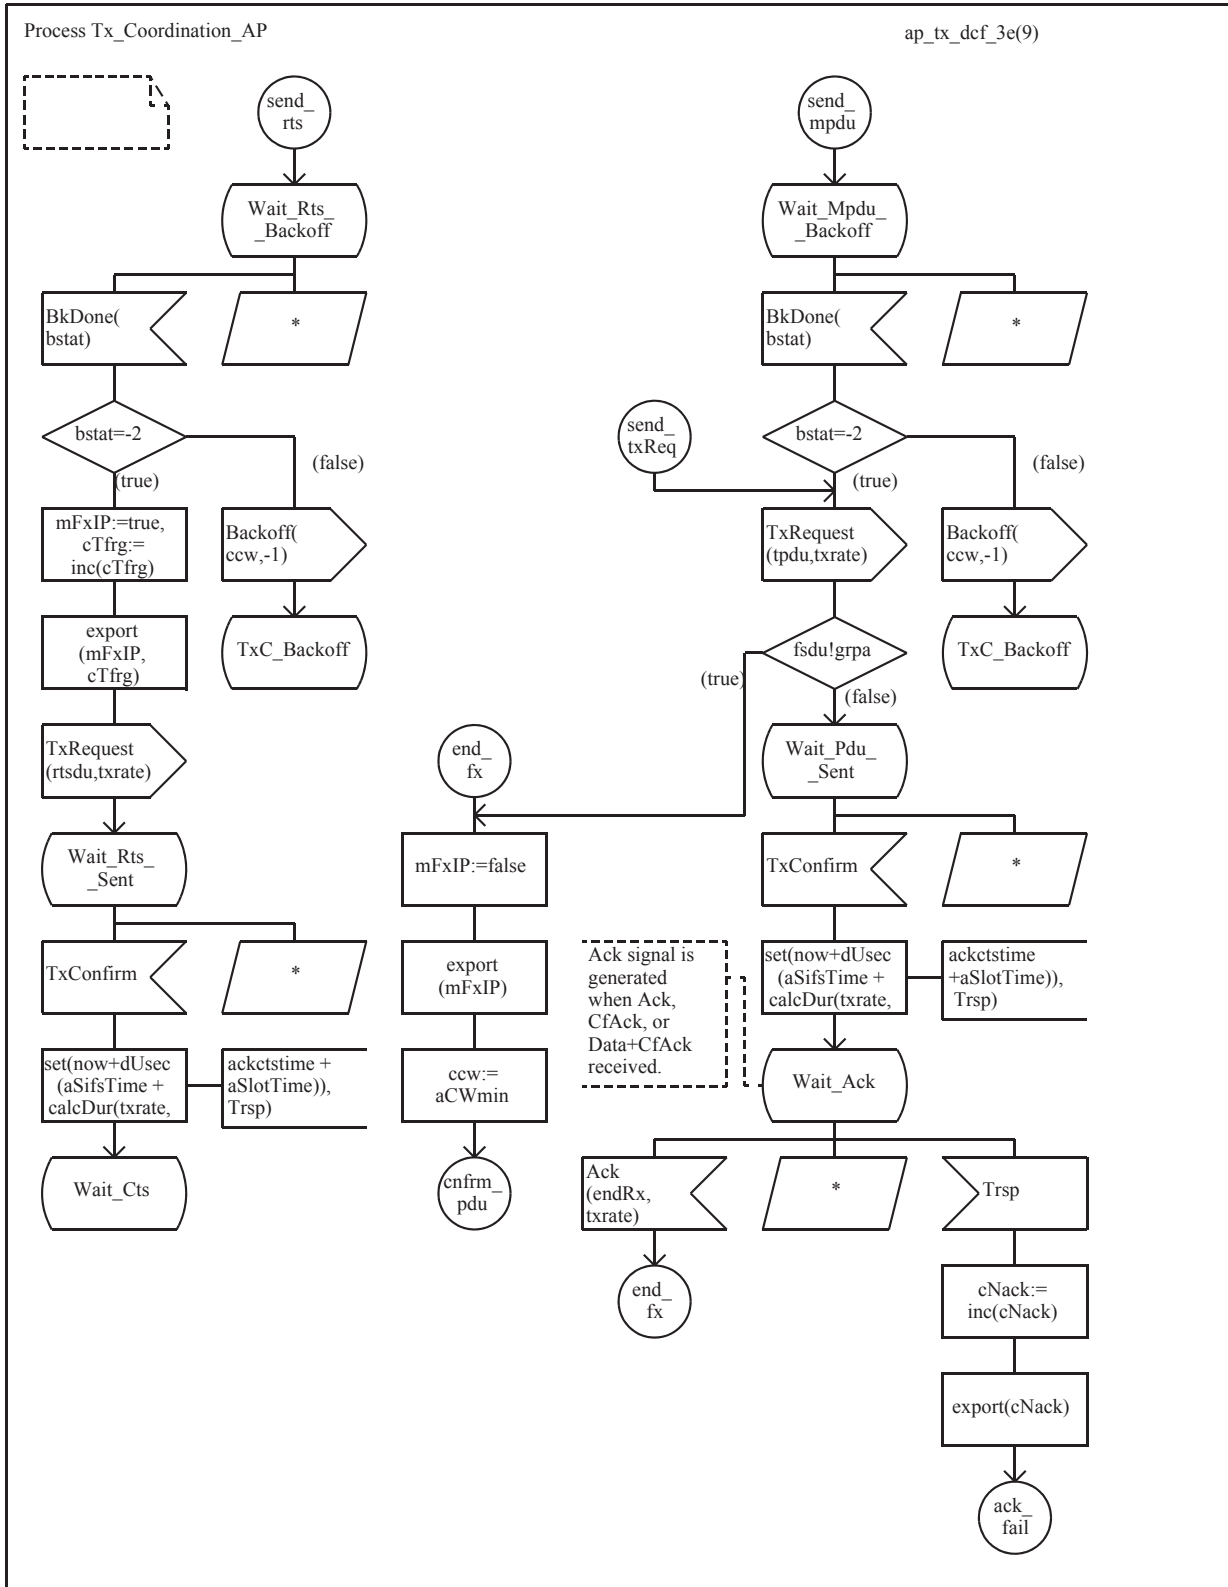 Process Tx_Coordination_AP
ap_tx_dcf_3e(9)
send_
rts
Wait_Rts_
_Backoff
BkDone(
bstat)
*
bstat=-2
(true)
(false)
mFxIP:=true,
cTfrg:=
inc(cTfrg)
Backoff(
ccw,-1)
export
(mFxIP,
cTfrg)
TxC_Backoff
TxRequest
(rtsdu,txrate)
Wait_Rts_
_Sent
TxConfirm
*
set(now+dUsec
(aSifsTime +
calcDur(txrate,
ackctstime +
aSlotTime)),
Trsp)
Wait_Cts
end_
fx
mFxIP:=false
export
(mFxIP)
ccw:=
aCWmin
cnfrm_
pdu
send_
mpdu
Wait_Mpdu_
_Backoff
BkDone(
bstat)
*
send_
txReq
bstat=-2
(true)
(false)
TxRequest
(tpdu,txrate)
Backoff(
ccw,-1)
fsdu!grpa
(true)
(false)
TxC_Backoff
Wait_Pdu_
_Sent
TxConfirm
*
Ack signal is
generated
when Ack,
CfAck, or
Data+CfAck
received.
set(now+dUsec
(aSifsTime +
calcDur(txrate,
ackctstime
+aSlotTime)),
Trsp)
Wait_Ack
Ack
(endRx,
txrate)
*
Trsp
end_
fx
cNack:=
inc(cNack)
export(cNack)
ack_
fail